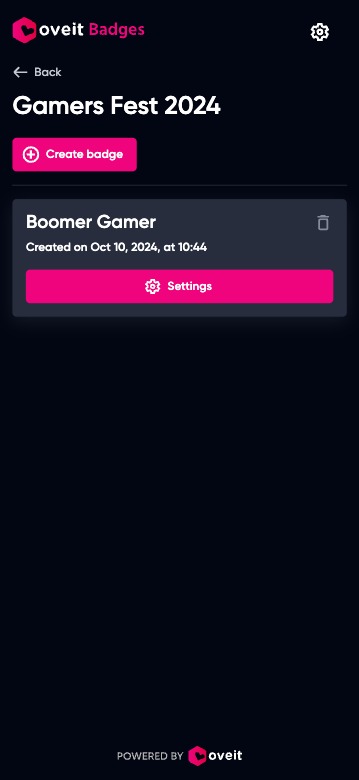 oveit Badges
Back
Gamers Fest 2024
Create badge
Boomer Gamer
Created on Oct 10, 2024, at 10:44
Settings
POWERED BY oveit